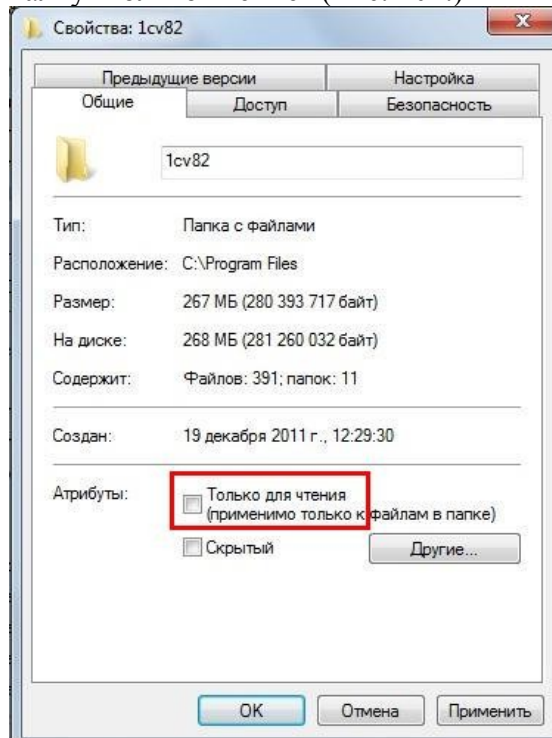 Свойства: 1cv82
Предыдущие версии
Настройка
Общие
Доступ
Безопасность
1cv82
Тип: Папка с файлами
Расположение: C:\Program Files
Размер: 267 МБ (280 393 717 байт)
На диске: 268 МБ (281 260 032 байт)
Содержит: Файлов: 391; папок: 11
Создан: 19 декабря 2011 г., 12:29:30
Атрибуты: Только для чтения
(применимо только к файлам в папке)
Скрытый
Другие...
ОК
Отмена
Применить